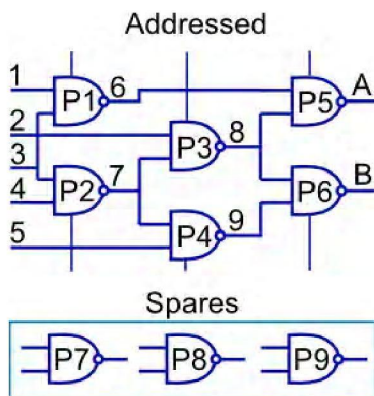 Addressed
1 P1 6 P5 A
2 P3 8
3
4 P2 7 P6 B
5 P4 9
Spares
P7 P8 P9